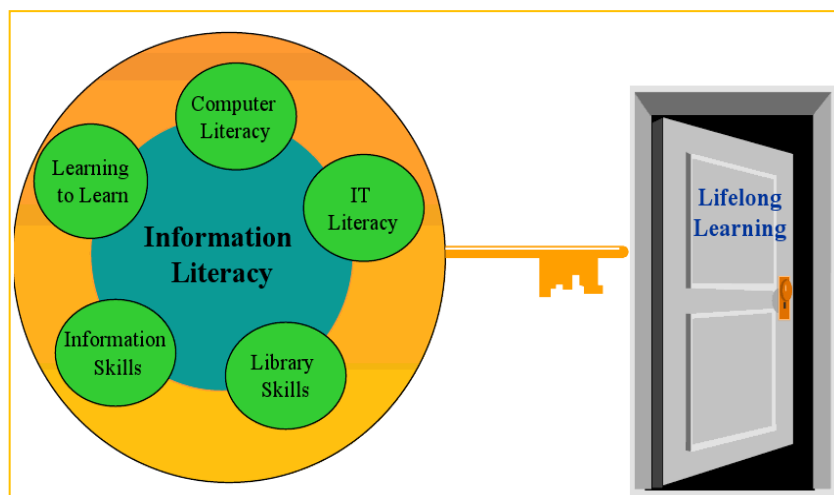 Computer
Literacy
Learning
to Learn
IT
Literacy
Information
Literacy
Information
Skills
Library
Skills
Lifelong
Learning